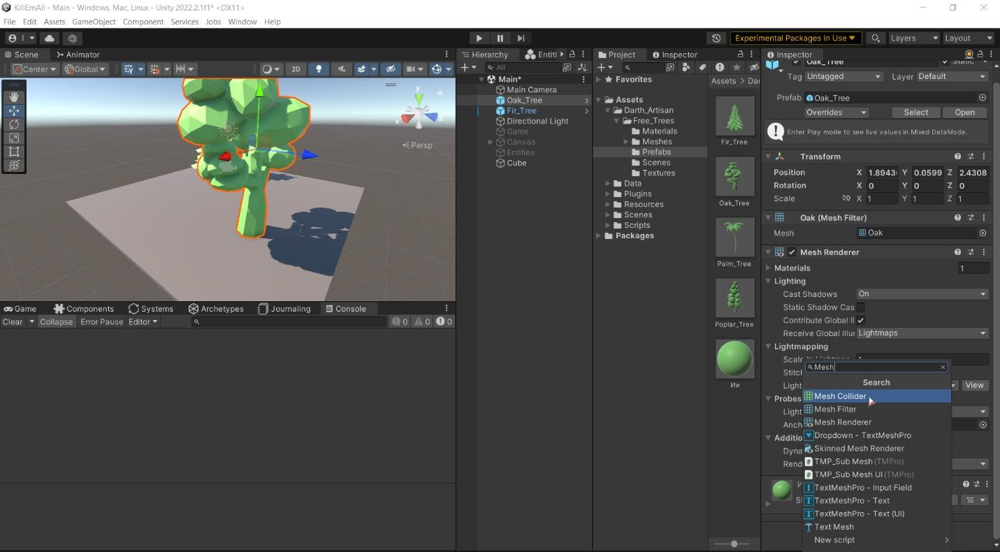 KillEmAll - Main - Windows, Mac, Linux - Unity 2022.2.1f1* <DX11>
File Edit Assets GameObject Component Services Jobs Window Help
I Experimental Packages In Use Layers Layout
Scene Animator
Center Global 2D
y
x
z
Persp
Game Components Systems Archetypes Journaling Console
Clear Collapse Error Pause Editor 0 0 0
Hierarchy Entiti
All
Main*
Main Camera
Oak_Tree
Fir_Tree
Directional Light
Game
Canvas
Entities
Cube
Project Inspector
Favorites
Assets
Darth_Artisan
Free_Trees
Materials
Meshes
Prefabs
Scenes
Textures
Data
Plugins
Resources
Scenes
Scripts
Packages
Assets > Dar
Fir_Tree
Oak_Tree
Palm_Tree
Poplar_Tree
Ии
Inspector
Oak_Tree Static
Tag Untagged Layer Default
Prefab Oak_Tree
Overrides Select Open
Enter Play mode to see live values in Mixed DataMode.
Transform
Position X 1.8943 Y 0.0599 Z 2.4308
Rotation X 0 Y 0 Z 0
Scale X 1 Y 1 Z 1
Oak (Mesh Filter)
Mesh Oak
Mesh Renderer
Materials 1
Lighting
Cast Shadows On
Static Shadow Cas
Contribute Global Il
Receive Global Illur Lightmaps
Lightmapping
Stitc
Light View
Probes
Light
Anch
Additio
Dyna
Rend
Mesh
Search
Mesh Collider
Mesh Filter
Mesh Renderer
Dropdown - TextMeshPro
Skinned Mesh Renderer
TMP_Sub Mesh (TMPro)
TMP_Sub Mesh UI (TMPro)
TextMeshPro - Input Field
TextMeshPro - Text
TextMeshPro - Text (UI)
Text Mesh
New script